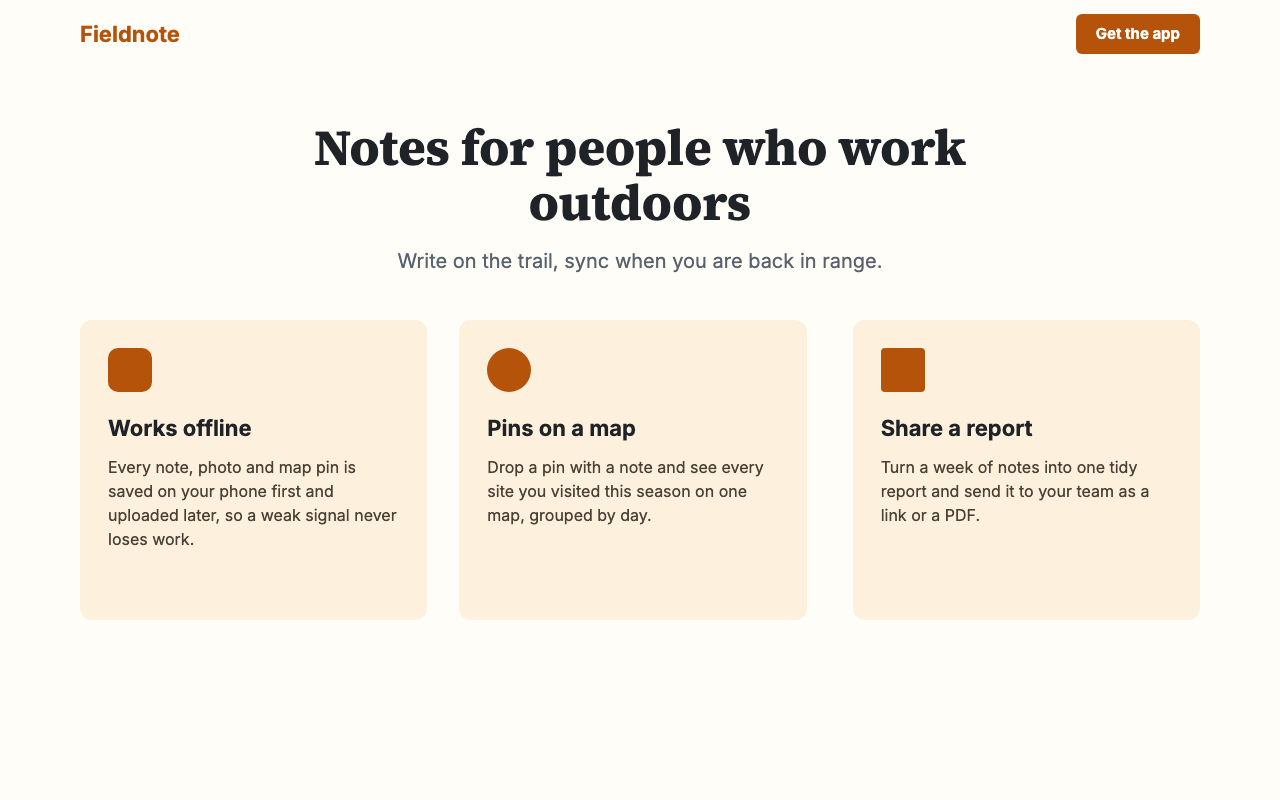 Fieldnote
Get the app
Notes for people who work
outdoors
Write on the trail, sync when you are back in range.
Works offline
Every note, photo and map pin is
saved on your phone first and
uploaded later, so a weak signal never
loses work.
Pins on a map
Drop a pin with a note and see every
site you visited this season on one
map, grouped by day.
Share a report
Turn a week of notes into one tidy
report and send it to your team as a
link or a PDF.